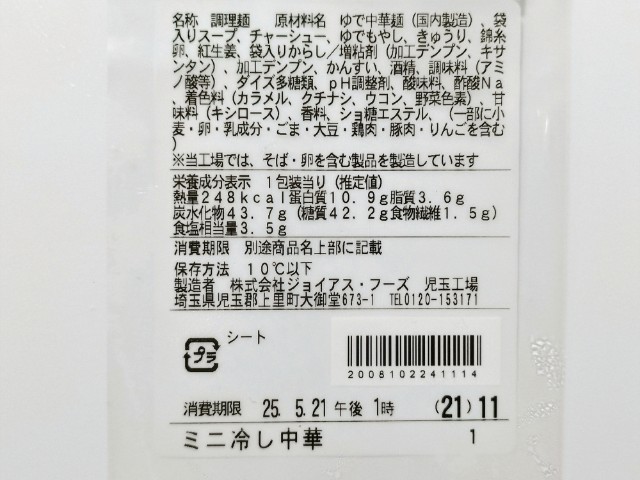 名称 調理麺 原材料名 ゆで中華麺(国内製造)、袋
入りスープ、チャーシュー、ゆでもやし、きゅうり、錦糸
卵、紅生姜、袋入りからし/増粘剤(加工デンプン、キサ
ンタン)、加工デンプン、かんすい、酒精、調味料(アミ
ノ酸等)、ダイズ多糖類、pH調整剤、酸味料、酢酸Na
、着色料(カラメル、クチナシ、ウコン、野菜色素)、甘
味料(キシロース)、香料、ショ糖エステル、(一部に小
麦・卵・乳成分・ごま・大豆・鶏肉・豚肉・りんごを含む
)
※当工場では、そば・卵を含む製品を製造しています
栄養成分表示 1包装当り(推定値)
熱量248kcal蛋白質10.9g脂質3.6g
炭水化物43.7g(糖質42.2g食物繊維1.5g)
食塩相当量3.5g
消費期限 別途商品名上部に記載
保存方法 10℃以下
製造者 株式会社ジョイアス・フーズ 児玉工場
埼玉県児玉郡上里町大御堂673-1 TEL0120-153171
プラ シート
2008102241114
消費期限 25. 5.21 午後 1時 (21) 11
ミニ冷し中華 1